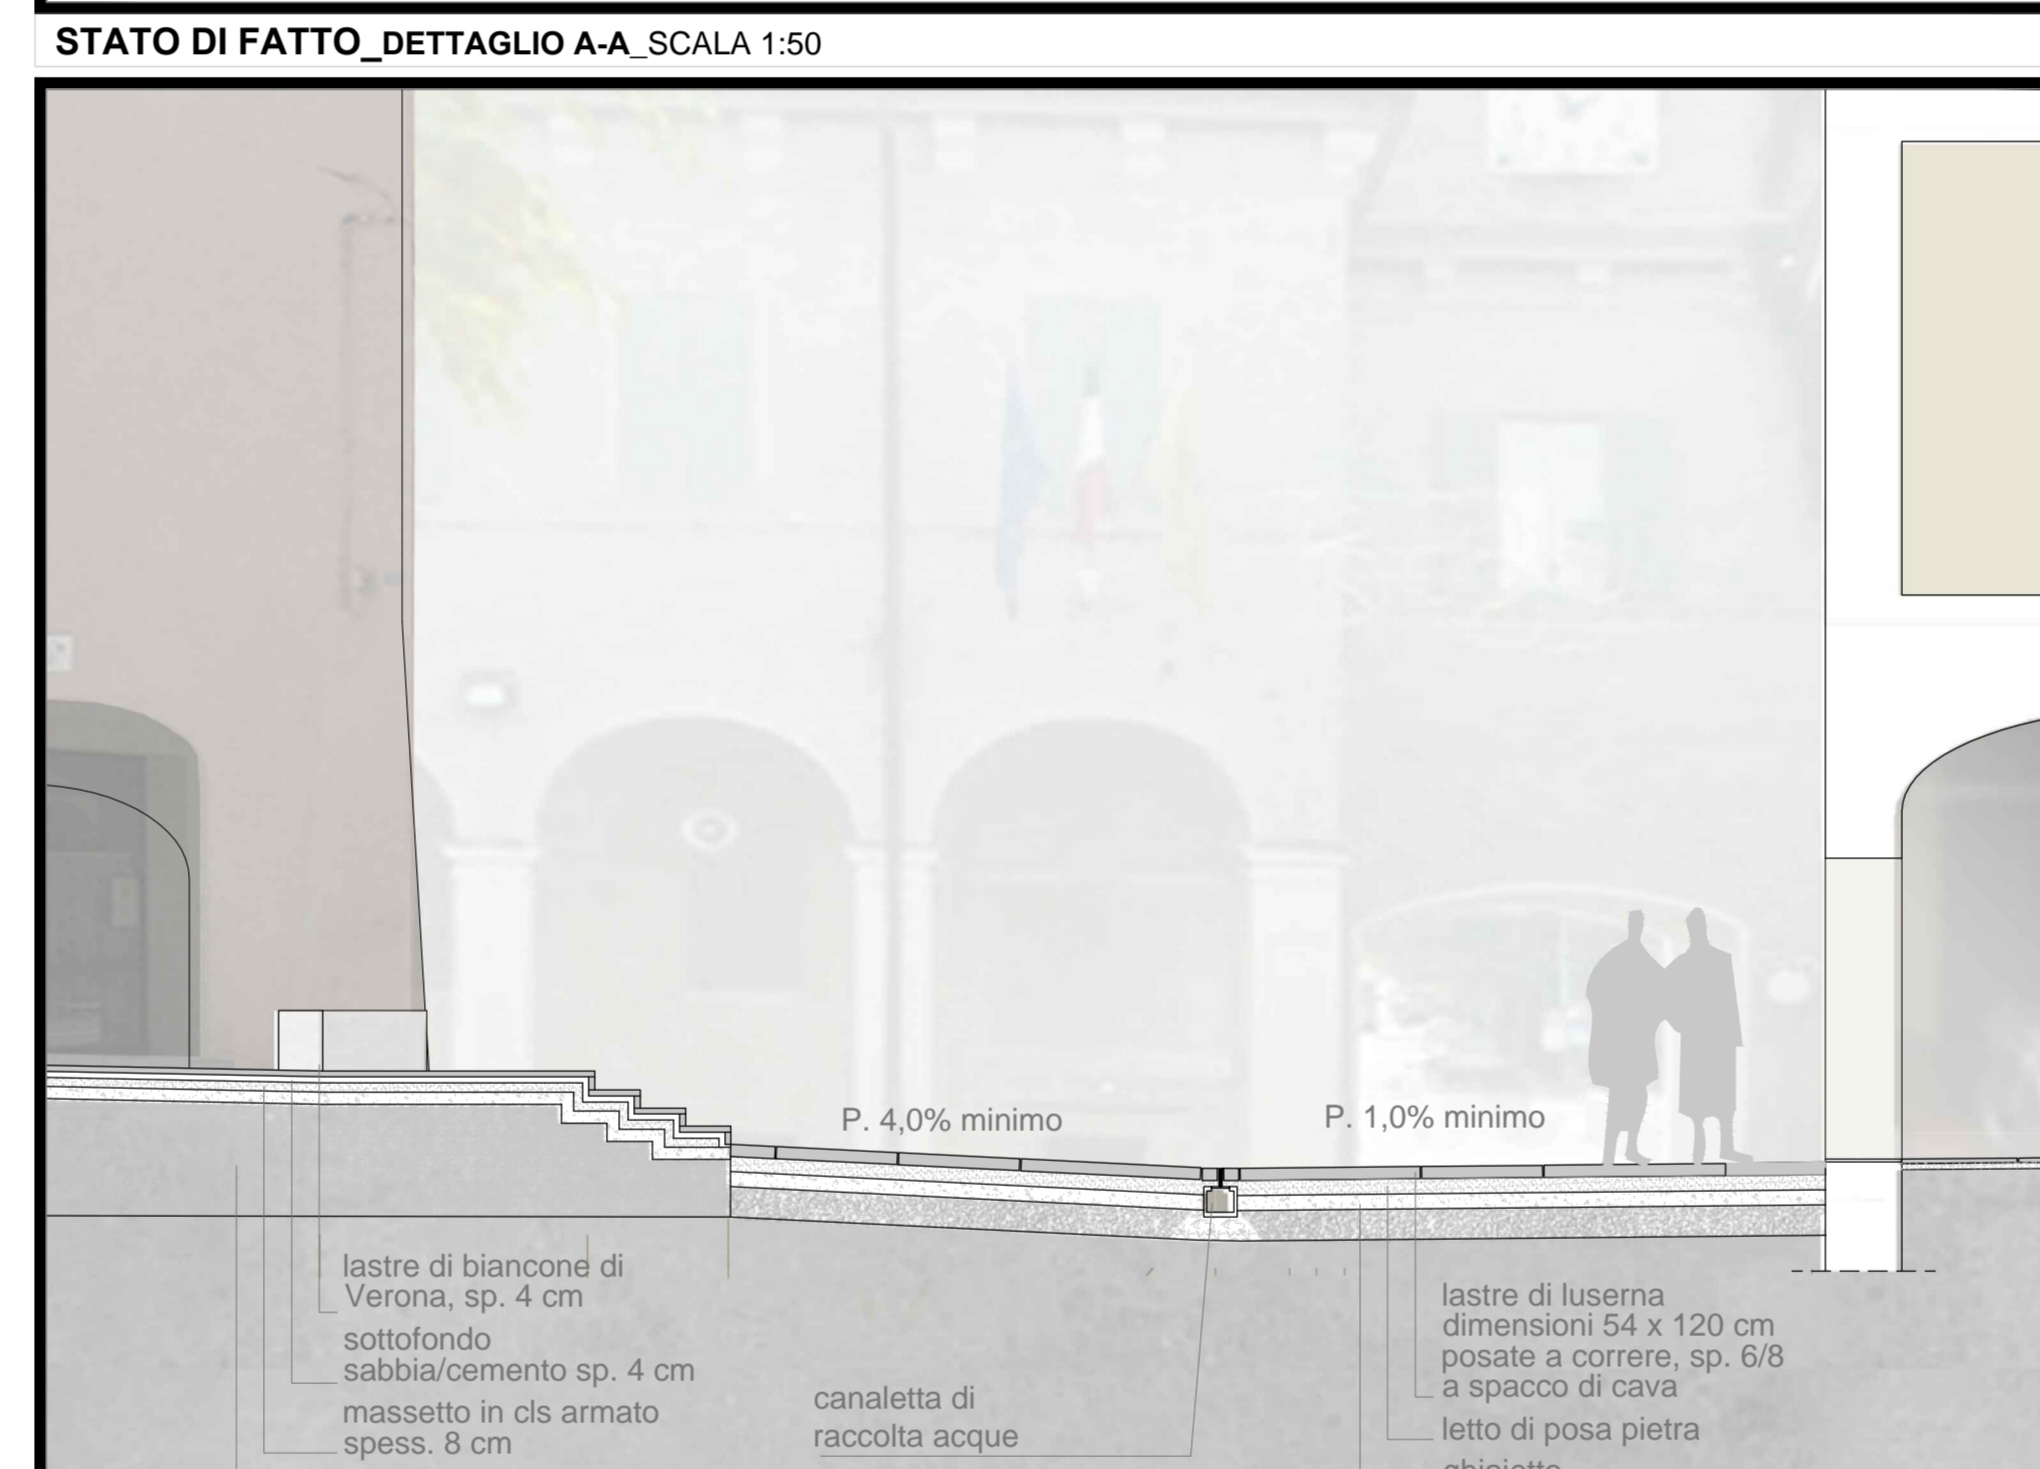 STATO DI FATTO_DETTAGLIO A-A_SCALA 1:50
P. 4,0% minimo
P. 1,0% minimo
lastre di biancone di
Verona, sp. 4 cm
sottofondo
sabbia/cemento sp. 4 cm
massetto in cls armato
spess. 8 cm
canaletta di
raccolta acque
lastre di luserna
dimensioni 54 x 120 cm
posate a correre, sp. 6/8
a spacco di cava
letto di posa pietra